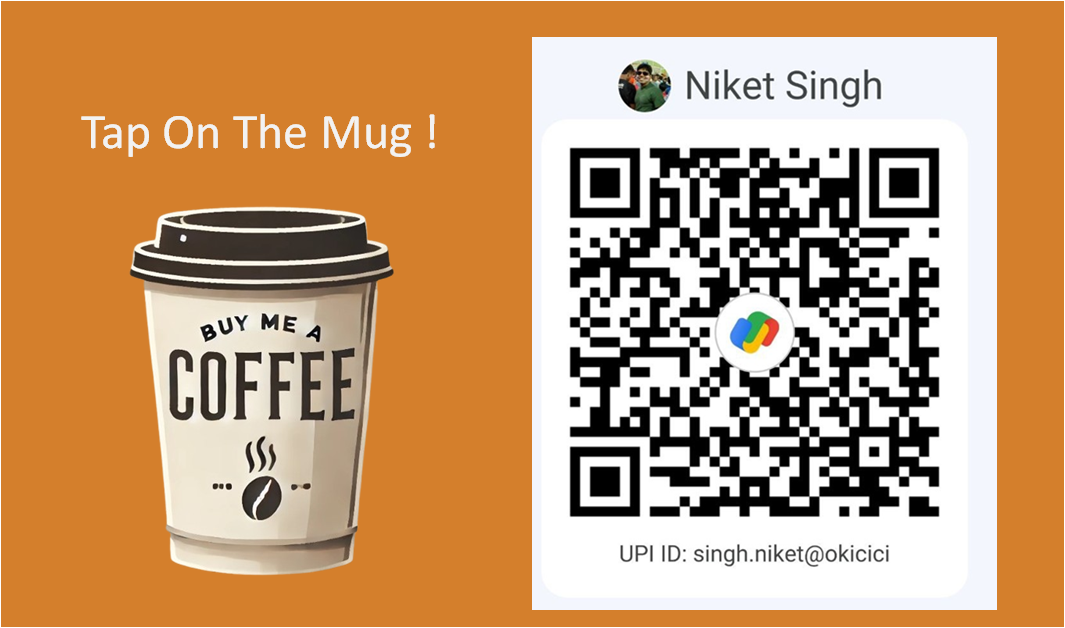 Tap On The Mug !
BUY ME A
COFFEE
Niket Singh
UPI ID: singh.niket@okicici